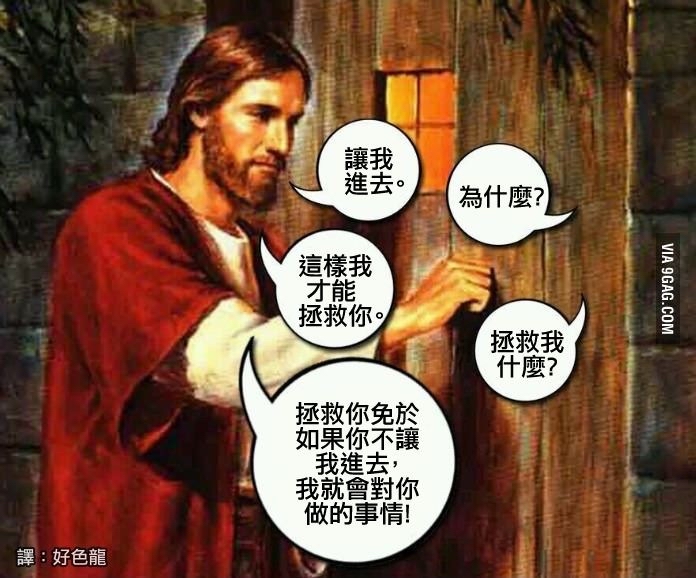 讓我
進去。
為什麼?
這樣我
才能
拯救你。
拯救我
什麼?
拯救你免於
如果你不讓
我進去，
我就會對你
做的事情!
譯：好色龍
VIA 9GAG.COM